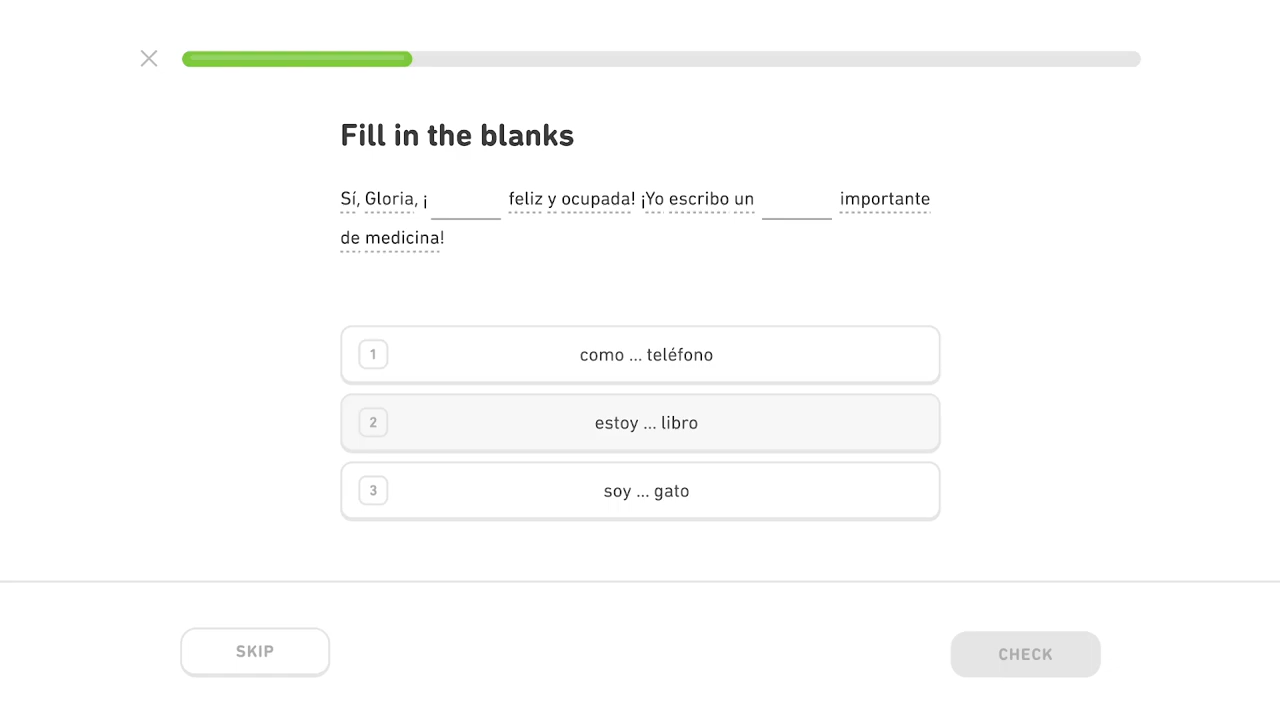 Fill in the blanks
Sí, Gloria, ¡ feliz y ocupada! ¡Yo escribo un importante
de medicina!
1 como ... teléfono
2 estoy ... libro
3 soy ... gato
SKIP CHECK